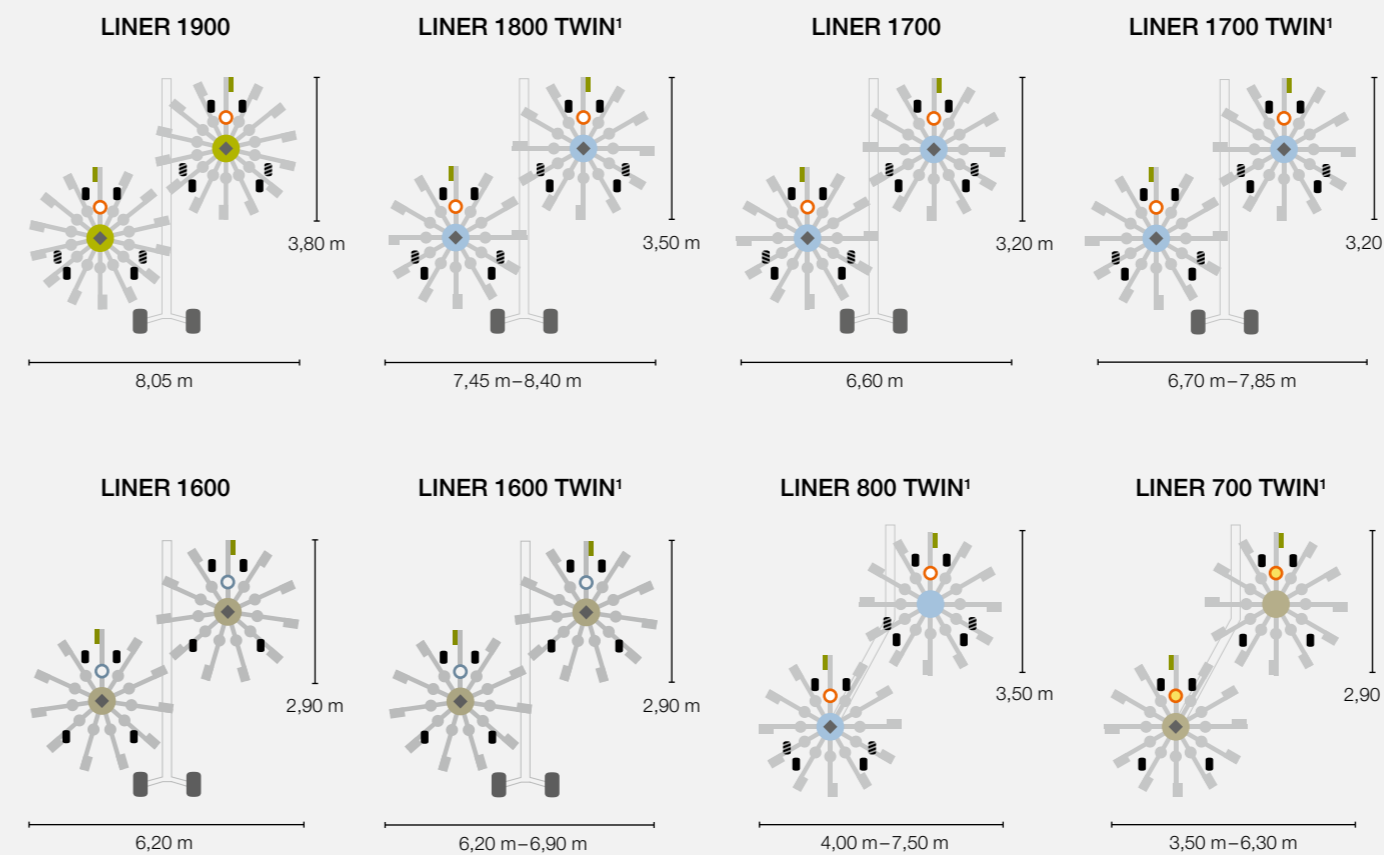 LINER 1900
LINER 1800 TWIN¹
LINER 1700
LINER 1700 TWIN¹
3,80 m
3,50 m
3,20 m
3,20
8,05 m
7,45 m–8,40 m
6,60 m
6,70 m–7,85 m
LINER 1600
LINER 1600 TWIN¹
LINER 800 TWIN¹
LINER 700 TWIN¹
2,90 m
2,90 m
3,50 m
2,90
6,20 m
6,20 m–6,90 m
4,00 m–7,50 m
3,50 m–6,30 m